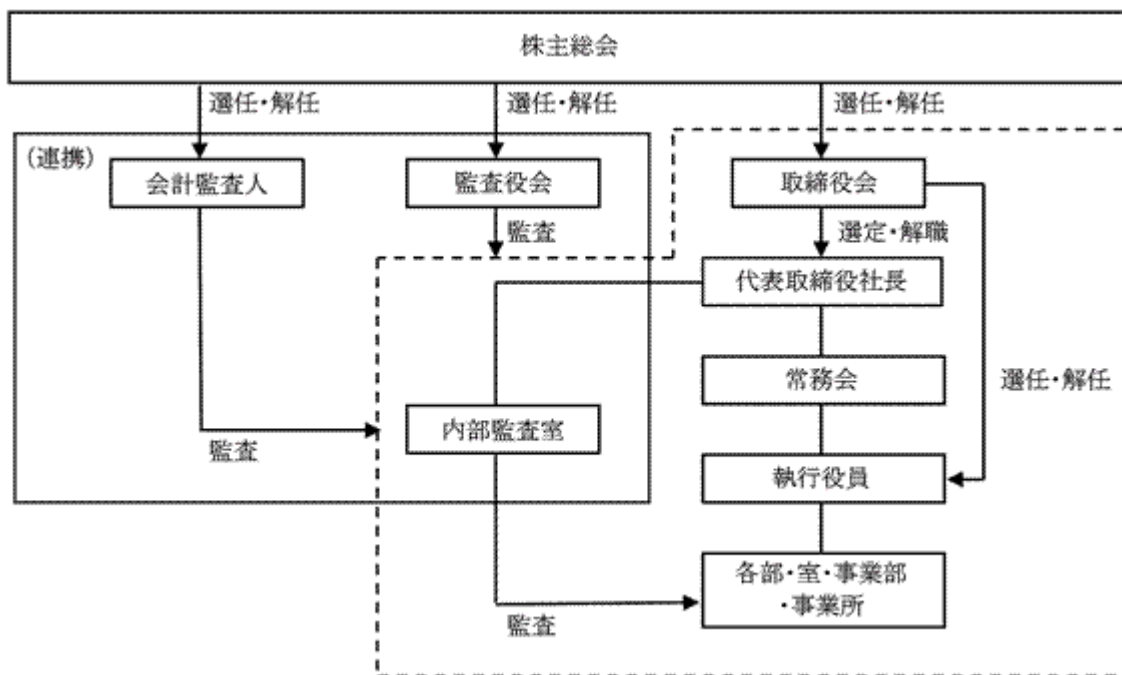 株主総会
選任・解任
選任・解任
選任・解任
(連携)
会計監査人
監査役会
取締役会
監査
選定・解職
代表取締役社長
常務会
選任・解任
内部監査室
監査
執行役員
各部・室・事業部
・事業所
監査